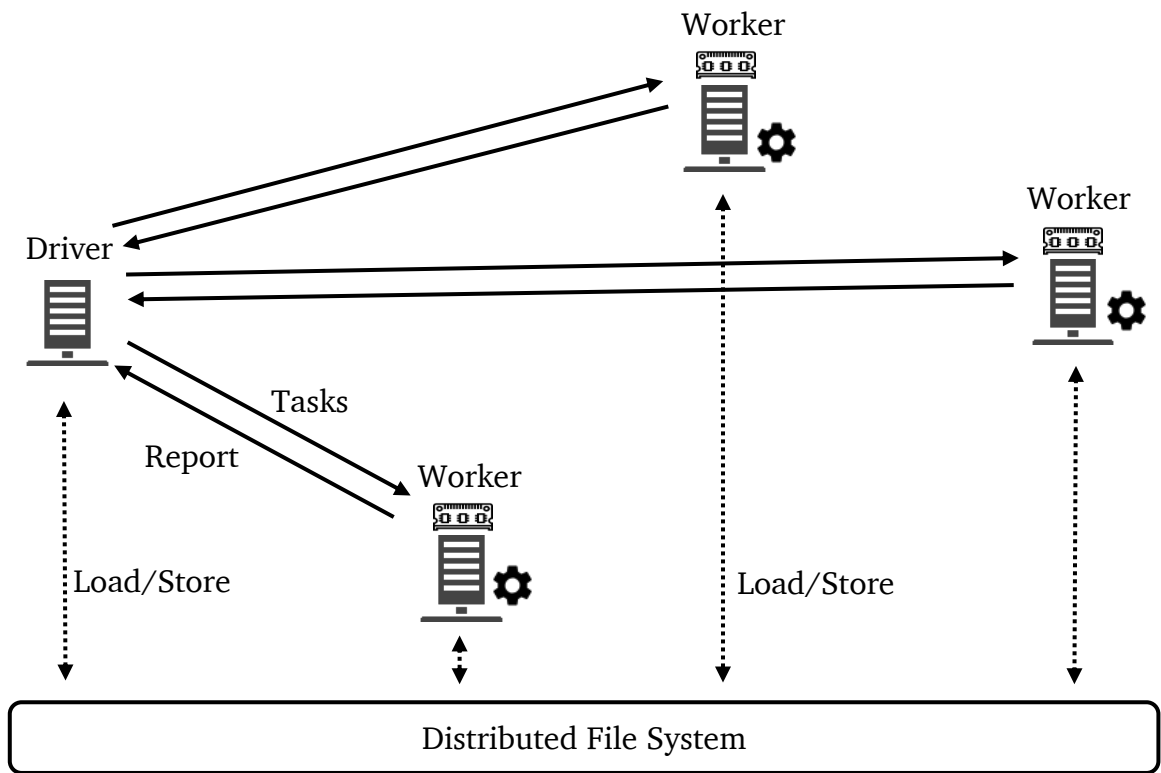 Worker
Worker
Driver
Tasks
Report
Worker
Load/Store
Load/Store
Distributed File System